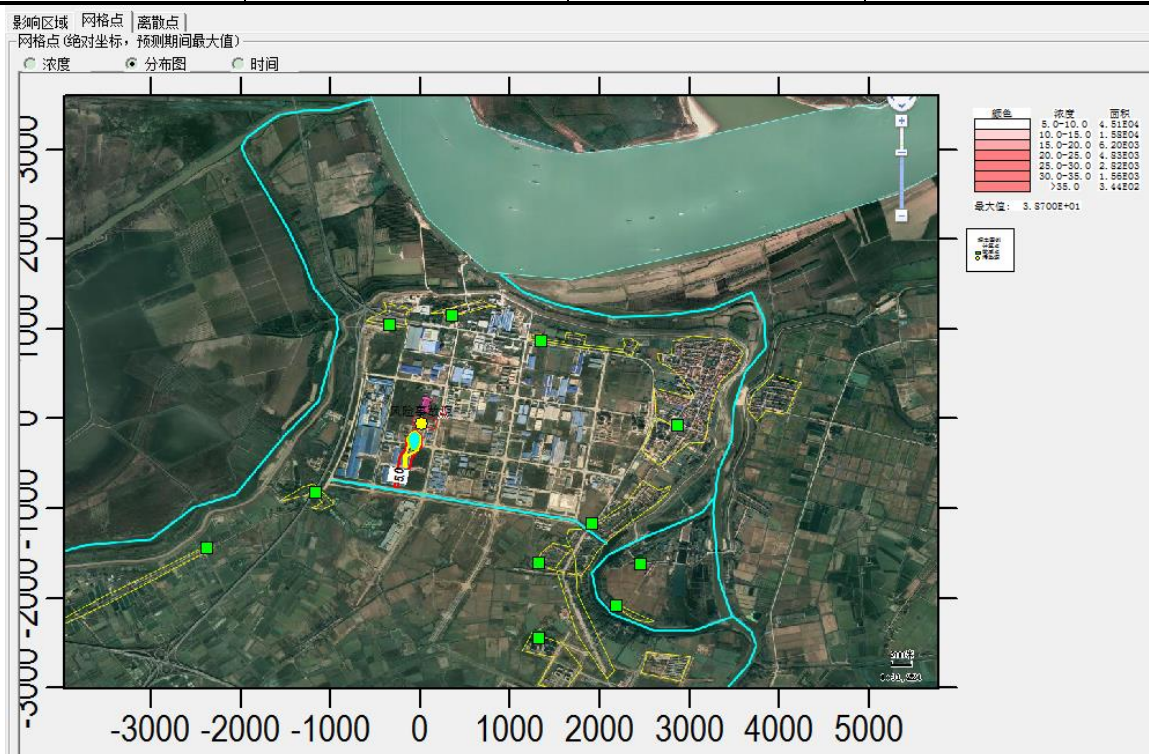 影响区域 网格点 离散点
网格点(绝对坐标，预测期间最大值)
浓度 分布图 时间
颜色 浓度 面积
5.0-10.0 4.51E04
10.0-15.0 1.58E04
15.0-20.0 6.20E03
20.0-25.0 4.83E03
25.0-30.0 2.82E03
30.0-35.0 1.56E03
>35.0 3.44E02
最大值： 3.8700E+01
3000
2000
1000
0
-1000
-2000
-3000
5.0
-3000 -2000 -1000 0 1000 2000 3000 4000 5000